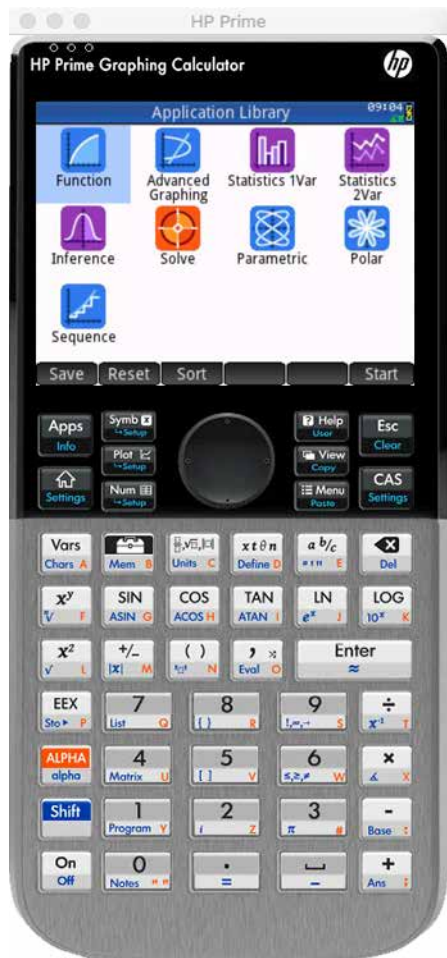 HP Prime
HP Prime Graphing Calculator
hp
Application Library
09:04
Function
Advanced
Graphing
Statistics 1Var
Statistics
2Var
Inference
Solve
Parametric
Polar
Sequence
Save Reset Sort Start
Apps
Info
Symb
Setup
Help
User
Esc
Clear
Plot
Setup
View
Copy
Settings
Num
Setup
Menu
Paste
CAS
Settings
Vars
Chars A
Mem B
Units C
x t θ n
Define D
a b/c
E
Del
xʸ
F
SIN
ASIN G
COS
ACOS H
TAN
ATAN I
LN
eˣ J
LOG
10ˣ K
x²
√ L
+/-
|x| M
( )
N
,
Eval O
Enter
≈
EEX
Sto ▸ P
7
List Q
8
{ } R
9
!,∞,→ S
÷
x⁻¹ T
ALPHA
alpha
4
Matrix U
5
[ ] V
6
≤,≥,≠ W
×
∡ X
Shift
1
Program Y
2
i Z
3
π #
-
Base :
On
Off
0
Notes " "
.
=
_
+
Ans ;